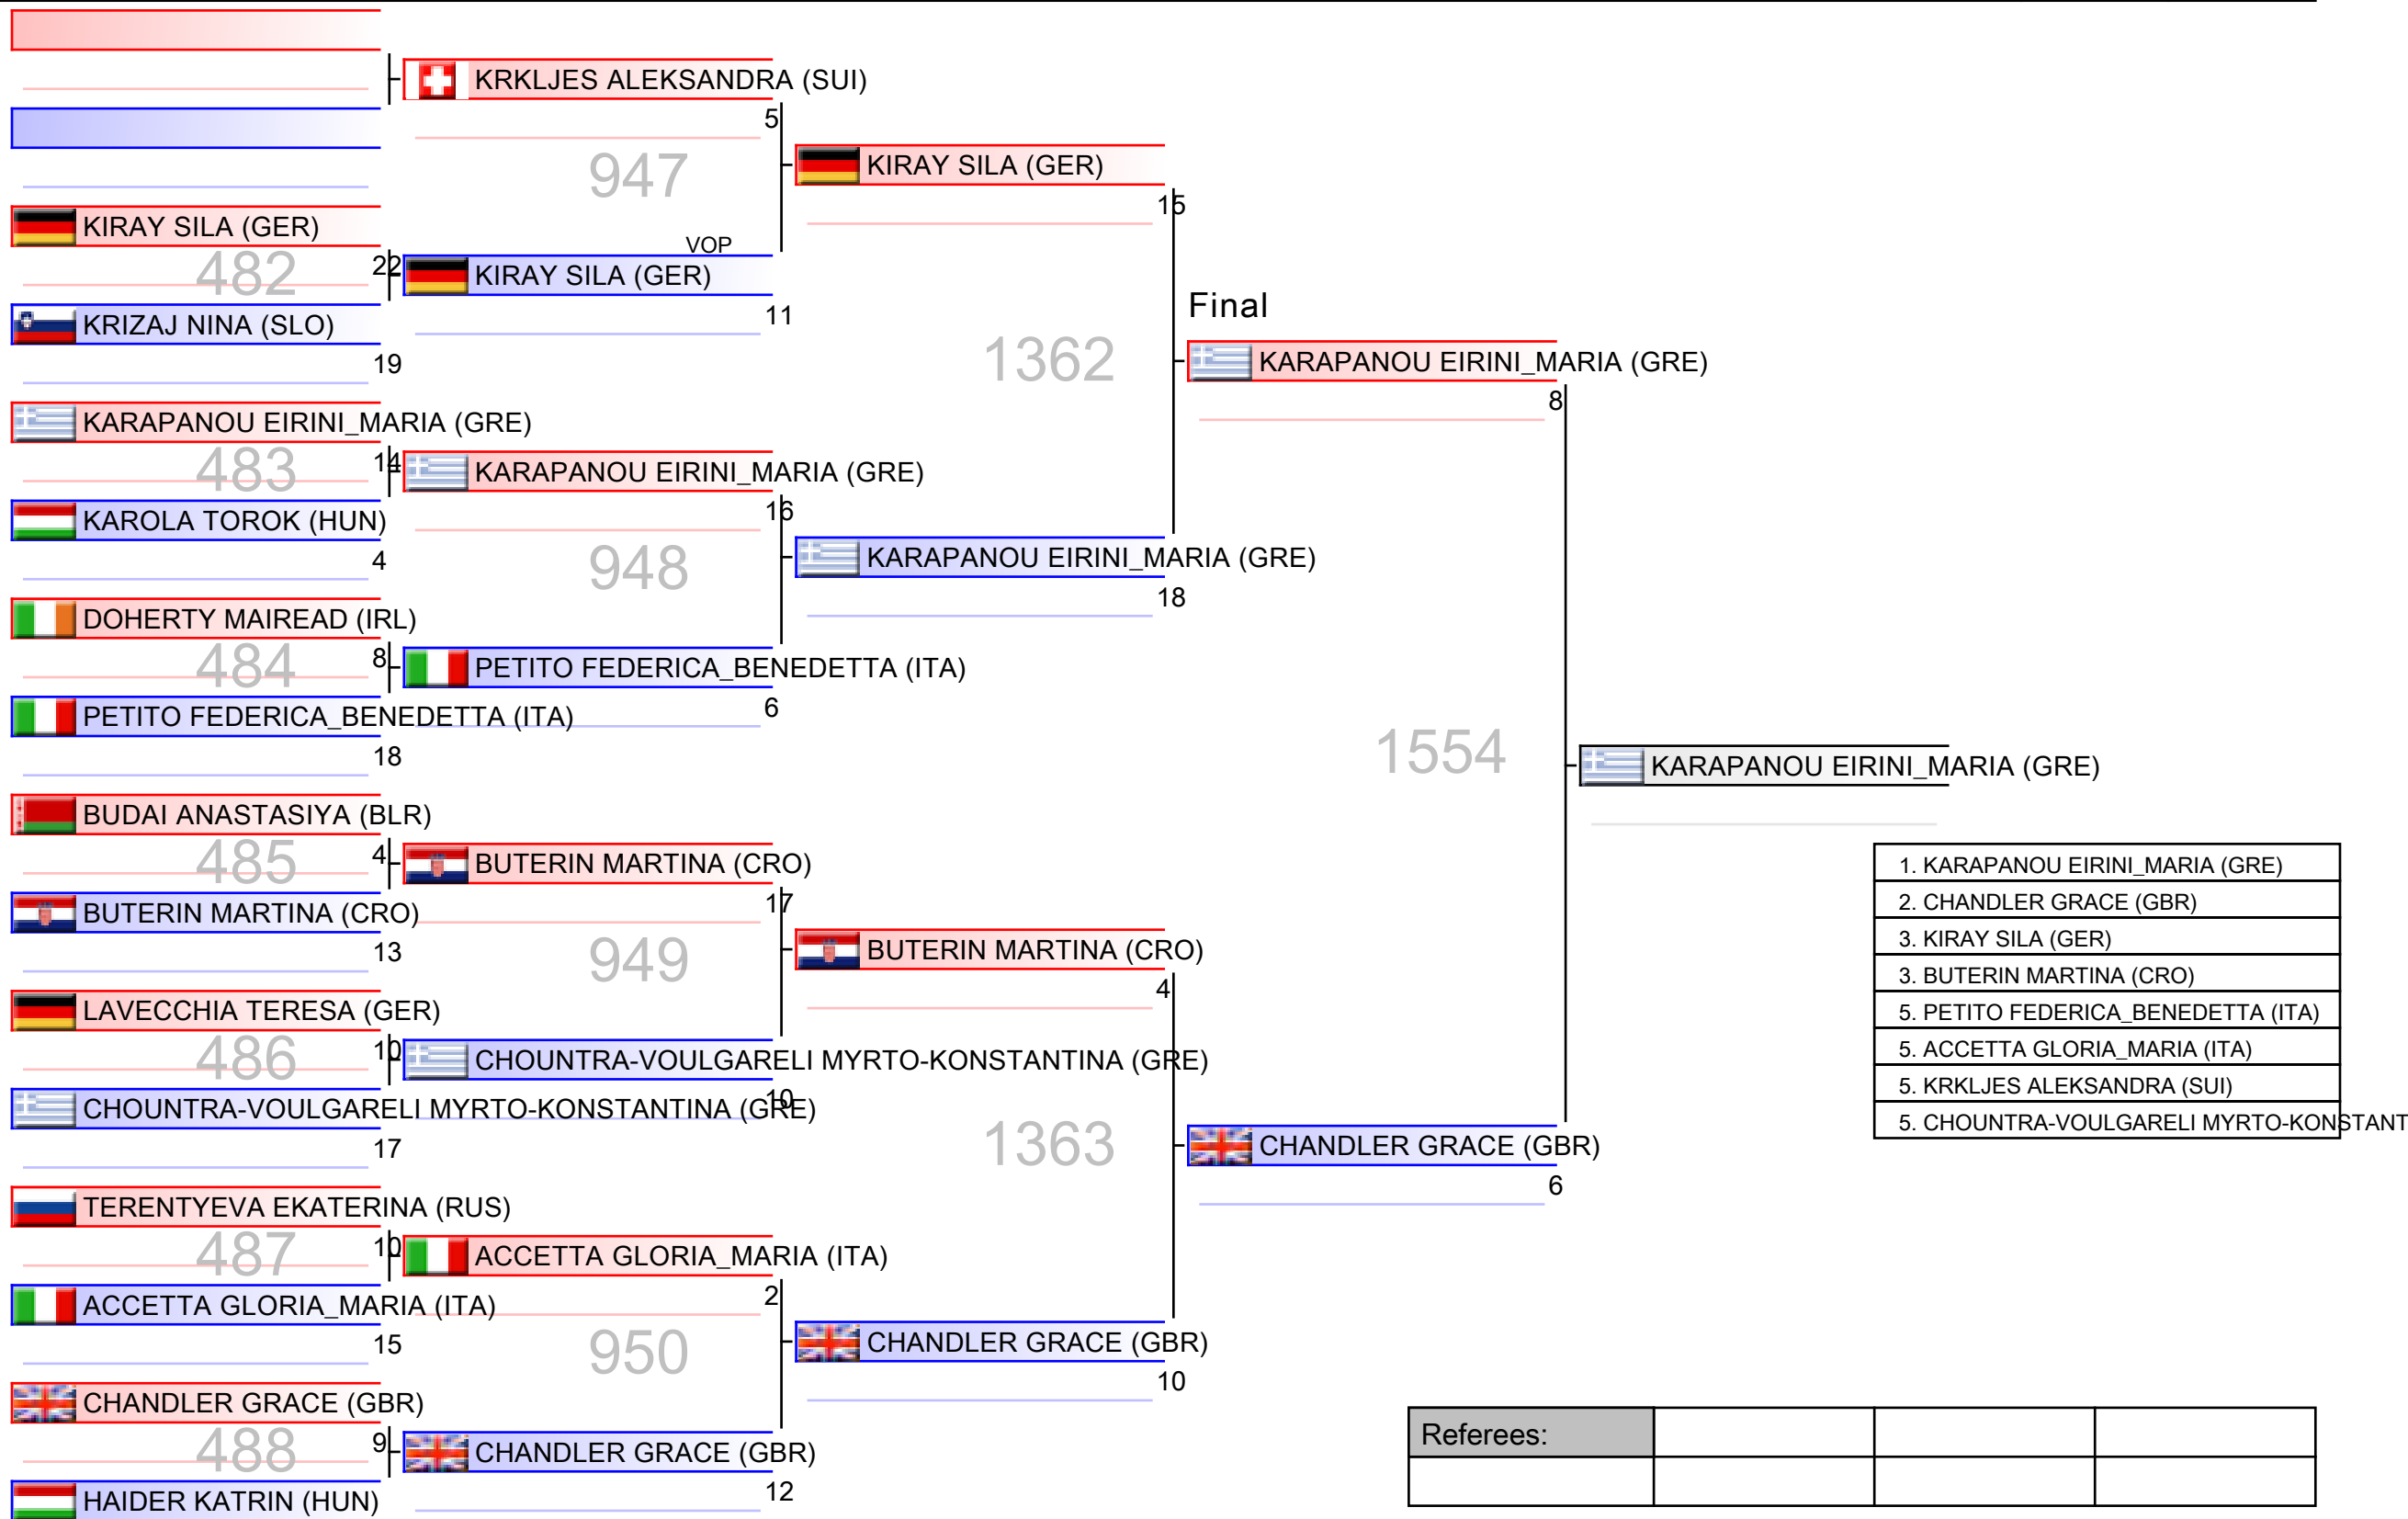 KRKLJES ALEKSANDRA (SUI)
5
947
KIRAY SILA (GER)
15
KIRAY SILA (GER)
VOP
482
22
KIRAY SILA (GER)
KRIZAJ NINA (SLO)
11
19
Final
1362
KARAPANOU EIRINI_MARIA (GRE)
8
KARAPANOU EIRINI_MARIA (GRE)
483
14
KARAPANOU EIRINI_MARIA (GRE)
KAROLA TOROK (HUN)
16
4
948
KARAPANOU EIRINI_MARIA (GRE)
18
DOHERTY MAIREAD (IRL)
484
8
PETITO FEDERICA_BENEDETTA (ITA)
PETITO FEDERICA_BENEDETTA (ITA)
6
18
1554
KARAPANOU EIRINI_MARIA (GRE)
BUDAI ANASTASIYA (BLR)
485
4
BUTERIN MARTINA (CRO)
BUTERIN MARTINA (CRO)
17
13
949
BUTERIN MARTINA (CRO)
4
LAVECCHIA TERESA (GER)
486
10
CHOUNTRA-VOULGARELI MYRTO-KONSTANTINA (GRE)
CHOUNTRA-VOULGARELI MYRTO-KONSTANTINA (GRE)
10
17
1363
CHANDLER GRACE (GBR)
6
TERENTYEVA EKATERINA (RUS)
487
10
ACCETTA GLORIA_MARIA (ITA)
ACCETTA GLORIA_MARIA (ITA)
2
15
950
CHANDLER GRACE (GBR)
10
CHANDLER GRACE (GBR)
488
9
CHANDLER GRACE (GBR)
12
HAIDER KATRIN (HUN)
1. KARAPANOU EIRINI_MARIA (GRE)
2. CHANDLER GRACE (GBR)
3. KIRAY SILA (GER)
3. BUTERIN MARTINA (CRO)
5. PETITO FEDERICA_BENEDETTA (ITA)
5. ACCETTA GLORIA_MARIA (ITA)
5. KRKLJES ALEKSANDRA (SUI)
5. CHOUNTRA-VOULGARELI MYRTO-KONSTANT
Referees: